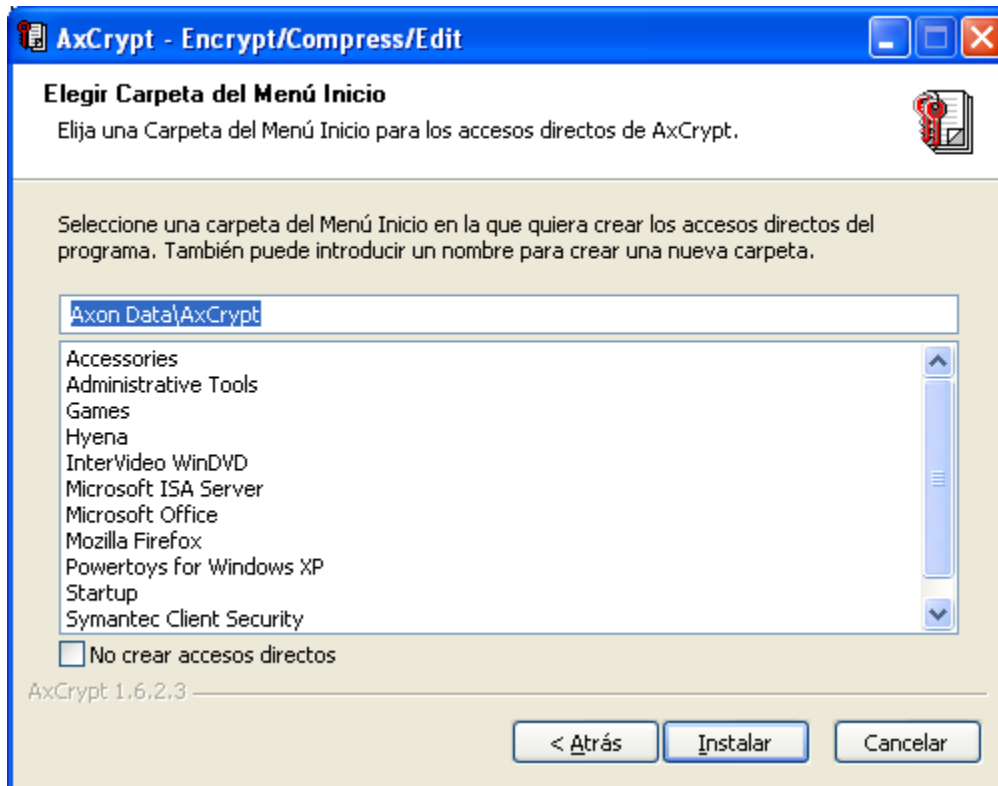 AxCrypt - Encrypt/Compress/Edit
Elegir Carpeta del Menú Inicio
Elija una Carpeta del Menú Inicio para los accesos directos de AxCrypt.
Seleccione una carpeta del Menú Inicio en la que quiera crear los accesos directos del
programa. También puede introducir un nombre para crear una nueva carpeta.
Axon Data\AxCrypt
Accessories
Administrative Tools
Games
Hyena
InterVideo WinDVD
Microsoft ISA Server
Microsoft Office
Mozilla Firefox
Powertoys for Windows XP
Startup
Symantec Client Security
No crear accesos directos
AxCrypt 1.6.2.3
< Atrás
Instalar
Cancelar